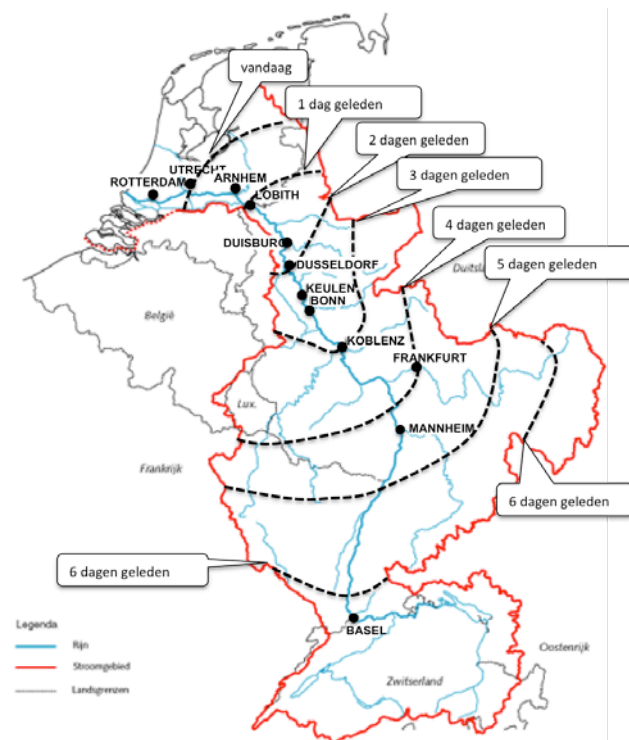 vandaag
1 dag geleden
2 dagen geleden
3 dagen geleden
4 dagen geleden
5 dagen geleden
UTRECHT
ARNHEM
ROTTERDAM
LOBITH
DUISBURG
DUSSELDORF
KEULEN
BONN
België
KOBLENZ
FRANKFURT
Lux.
MANNHEIM
Frankrijk
6 dagen geleden
6 dagen geleden
BASEL
Legenda
Rijn
Stroomgebied
Landsgrenzen
Oostenrijk
Zwitserland